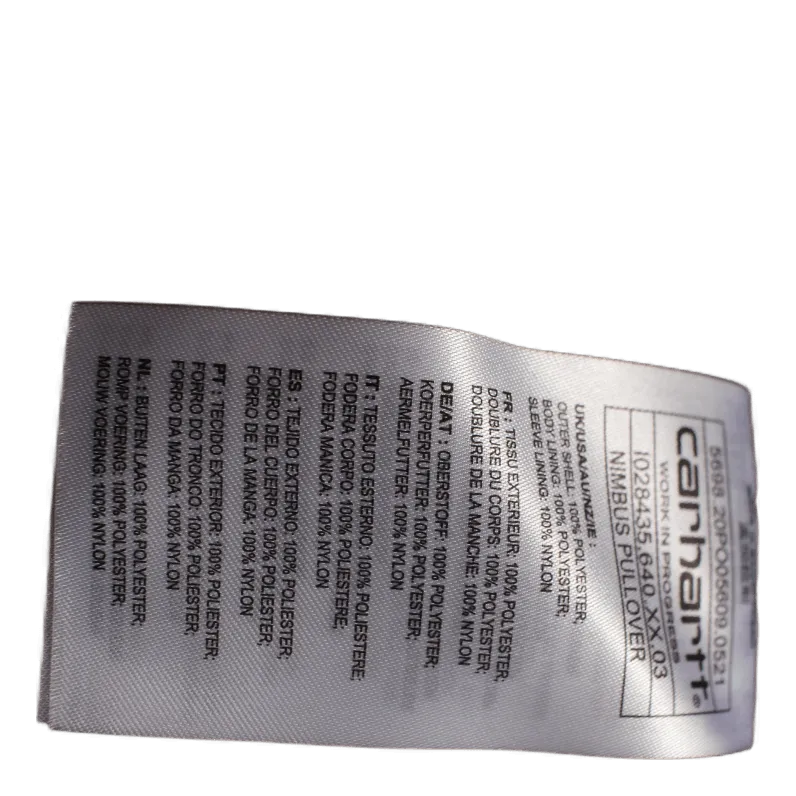 5698.20PO05609.0521
carhartt®
WORK IN PROGRESS
I028435.640.XX.03
NIMBUS PULLOVER
UK/USA/AU/NZ/IE :
OUTER SHELL: 100% POLYESTER;
BODY LINING: 100% POLYESTER;
SLEEVE LINING: 100% NYLON
FR : TISSU EXTERIEUR: 100% POLYESTER;
DOUBLURE DU CORPS: 100% POLYESTER;
DOUBLURE DE LA MANCHE: 100% NYLON
DE/AT : OBERSTOFF: 100% POLYESTER;
KOERPERFUTTER: 100% POLYESTER;
AERMELFUTTER: 100% NYLON
IT : TESSUTO ESTERNO: 100% POLIESTERE;
FODERA CORPO: 100% POLIESTERE;
FODERA MANICA: 100% NYLON
ES : TEJIDO EXTERNO: 100% POLIESTER;
FORRO DEL CUERPO: 100% POLIESTER;
FORRO DE LA MANGA: 100% NYLON
PT : TECIDO EXTERIOR: 100% POLIESTER;
FORRO DO TRONCO: 100% POLIESTER;
FORRO DA MANGA: 100% NYLON
NL : BUITEN LAAG: 100% POLYESTER;
ROMP VOERING: 100% POLYESTER;
MOUW VOERING: 100% NYLON